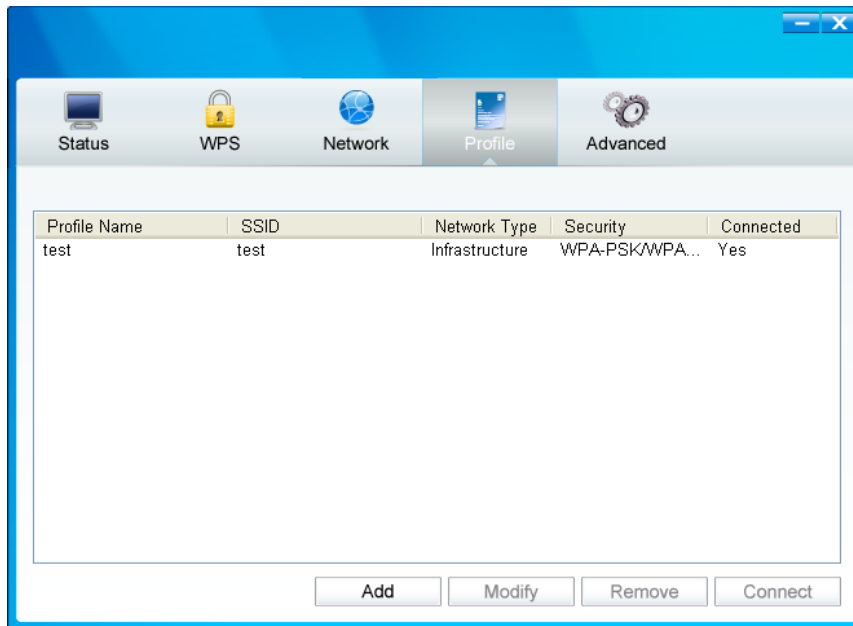 Status WPS Network Profile Advanced
Profile Name SSID Network Type Security Connected
test test Infrastructure WPA-PSK/WPA... Yes
Add Modify Remove Connect